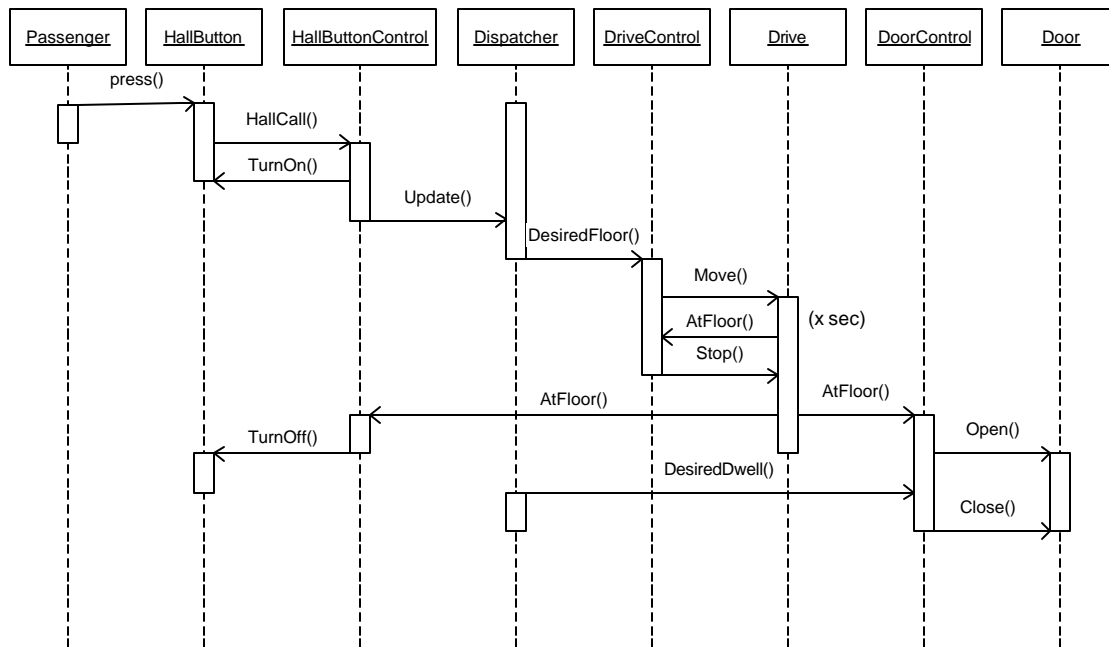 Passenger
HallButton
HallButtonControl
Dispatcher
DriveControl
Drive
DoorControl
Door
press()
HallCall()
TurnOn()
Update()
DesiredFloor()
Move()
(x sec)
AtFloor()
Stop()
AtFloor()
AtFloor()
TurnOff()
Open()
DesiredDwell()
Close()